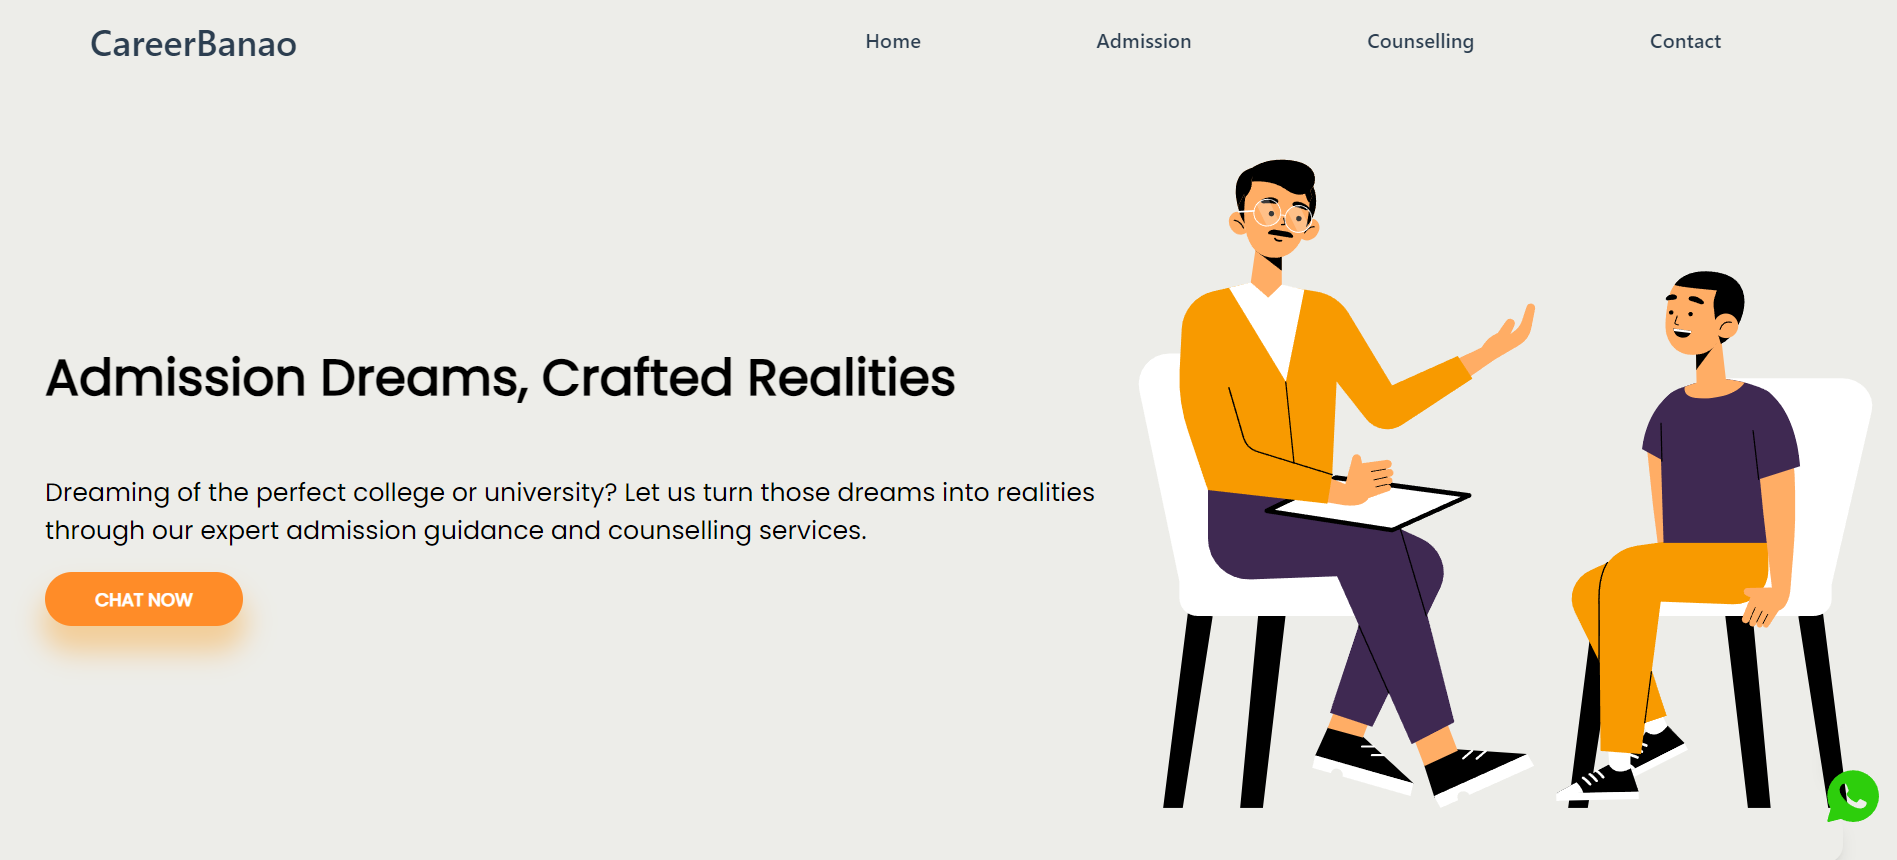 CareerBanao
Home
Admission
Counselling
Contact
Admission Dreams, Crafted Realities
Dreaming of the perfect college or university? Let us turn those dreams into realities
through our expert admission guidance and counselling services.
CHAT NOW